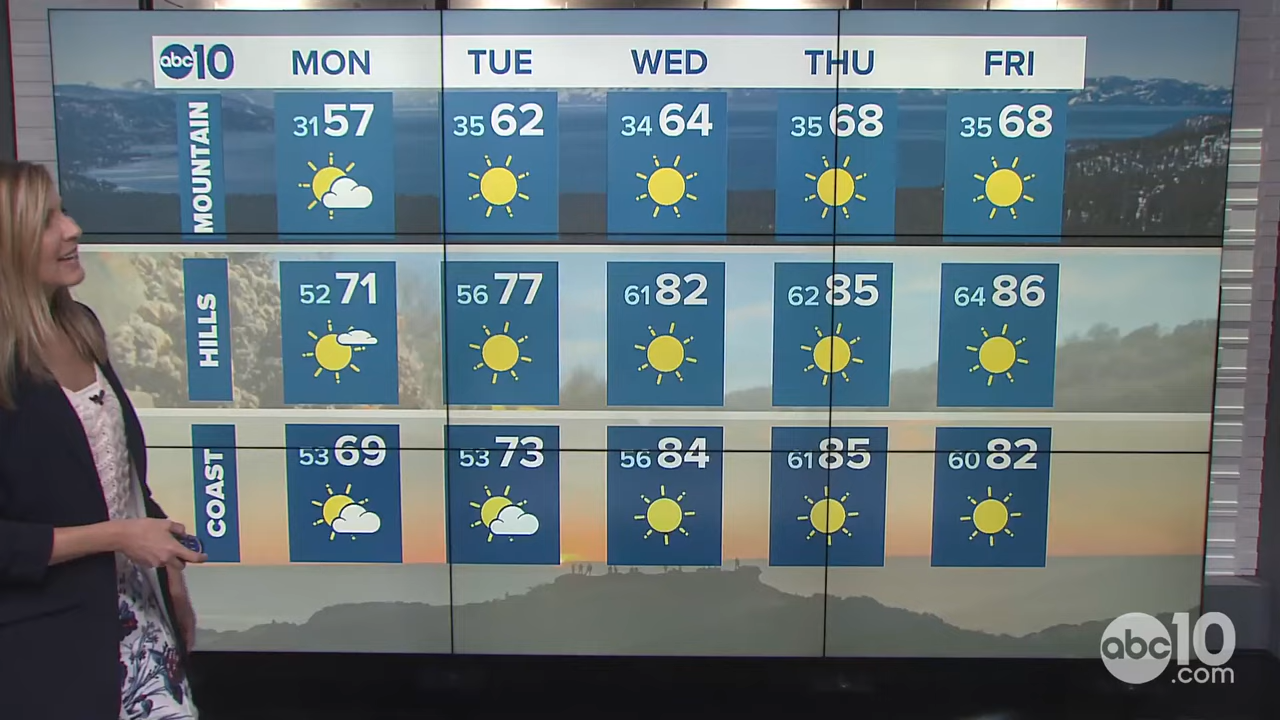 abc10 MON TUE WED THU FRI
MOUNTAIN
31 57 35 62 34 64 35 68 35 68
HILLS
52 71 56 77 61 82 62 85 64 86
COAST
53 69 53 73 56 84 61 85 60 82
abc10
.com